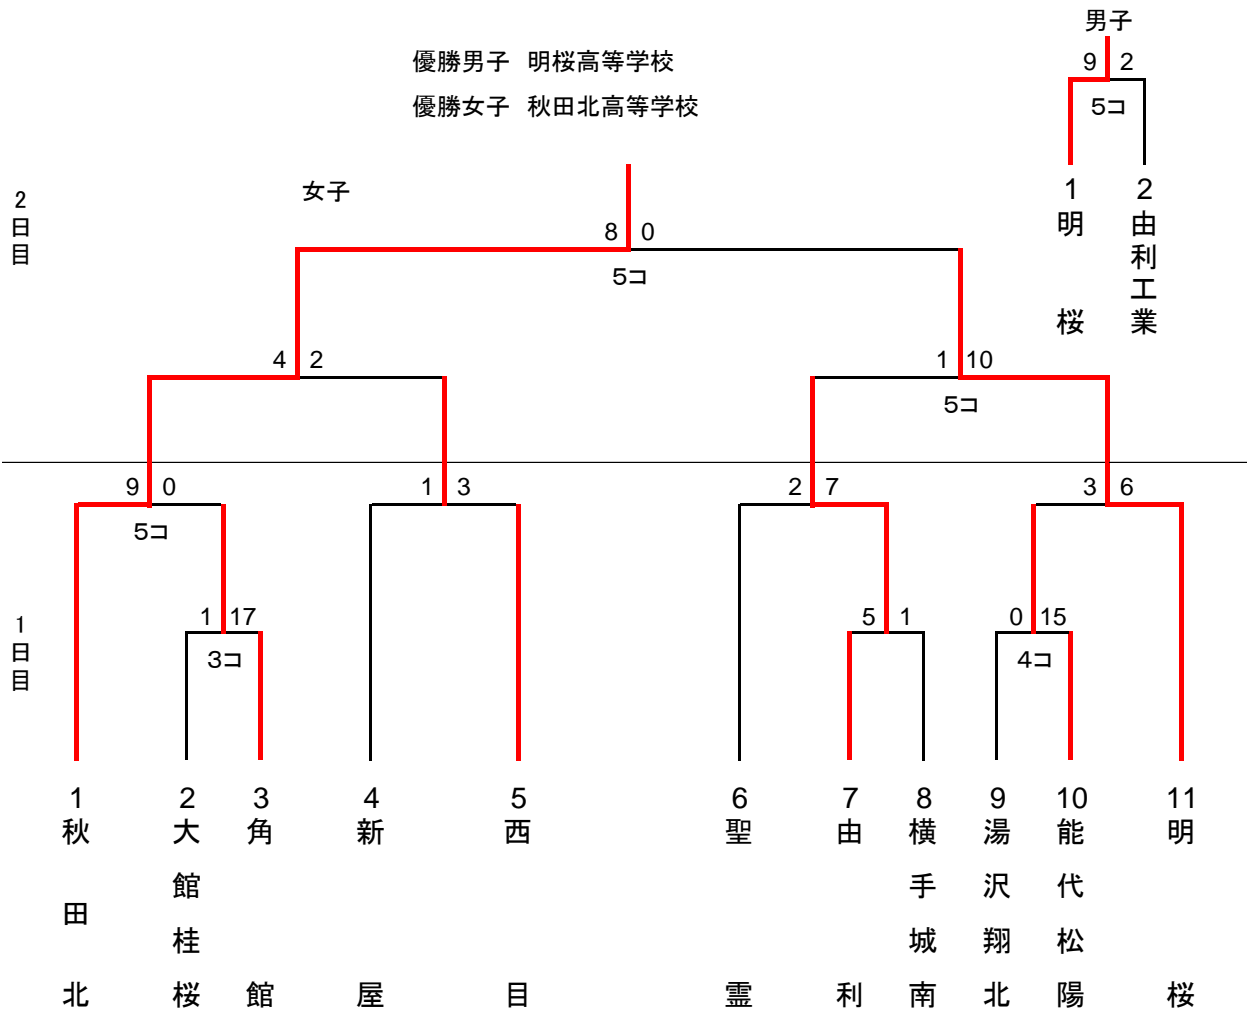 男子
優勝男子 明桜高等学校
優勝女子 秋田北高等学校
9 2
5コ
1 2
明桜
由利工業
2日目
女子
8 0
5コ
4 2
1 10
5コ
9 0
5コ
1 3
2 7
3 6
1日目
1 17
3コ
5 1
0 15
4コ
1 2 3 4 5 6 7 8 9 10 11
秋田北
大館桂桜
角館
新屋
西目
聖霊
由利
横手城南
湯沢翔北
能代松陽
明桜